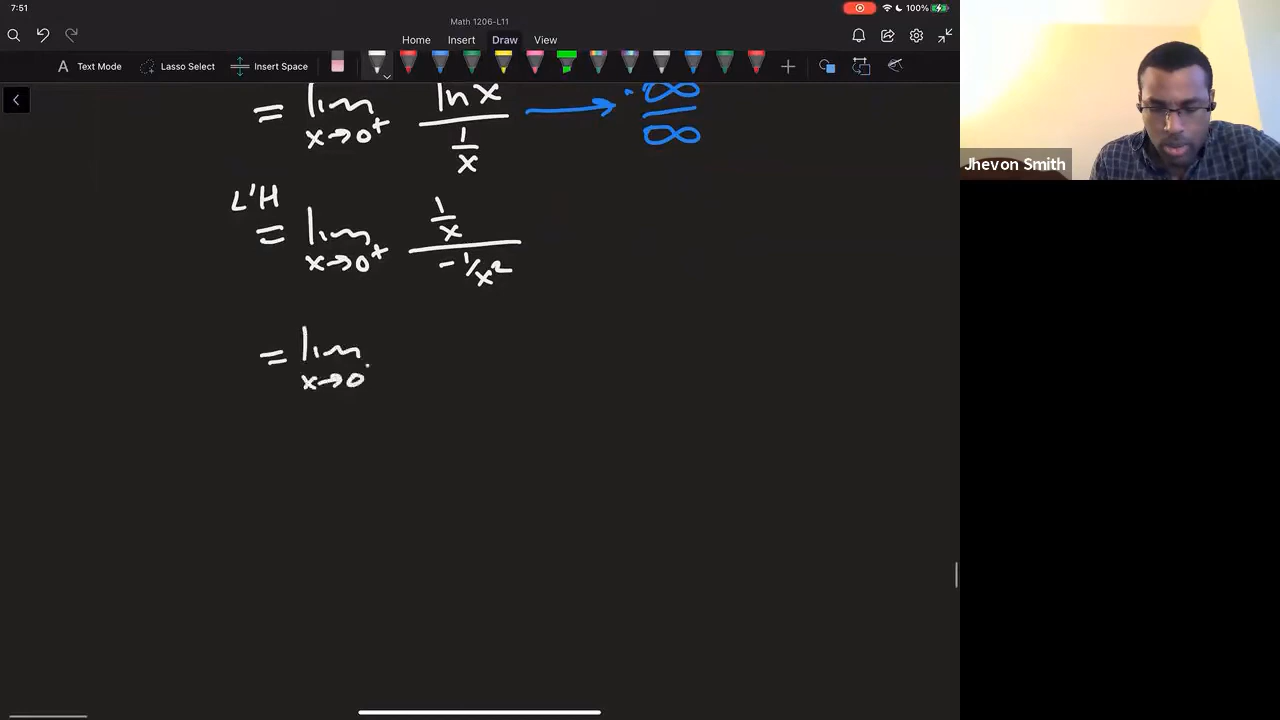 7:51
100%
Math 1206-L11
Home Insert Draw View
A Text Mode Lasso Select Insert Space
= lim x→0⁺ ln x / (1/x) → -∞/∞
L'H
= lim x→0⁺ (1/x) / (-1/x²)
= lim x→0
Jhevon Smith